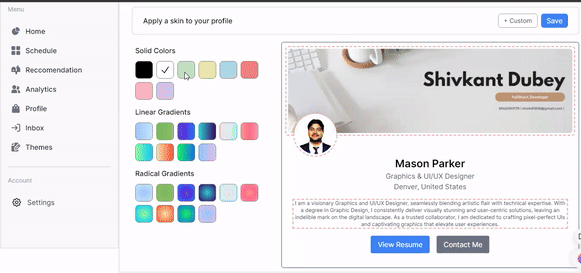 Menu
Home
Schedule
Reccomendation
Analytics
Profile
Inbox
Themes
Account
Settings
Apply a skin to your profile
+ Custom
Save
Solid Colors
Linear Gradients
Radical Gradients
Shivkant Dubey
Mason Parker
Graphics & UI/UX Designer
Denver, United States
I am a visionary Graphics and UI/UX Designer, seamlessly blending artistic flair with technical expertise. With
a degree in Graphic Design, I consistently deliver visually stunning and user-centric solutions, leaving an
indelible mark on the digital landscape. As a trusted collaborator, I am dedicated to crafting pixel-perfect UIs
and captivating graphics that elevate user experiences.
View Resume
Contact Me